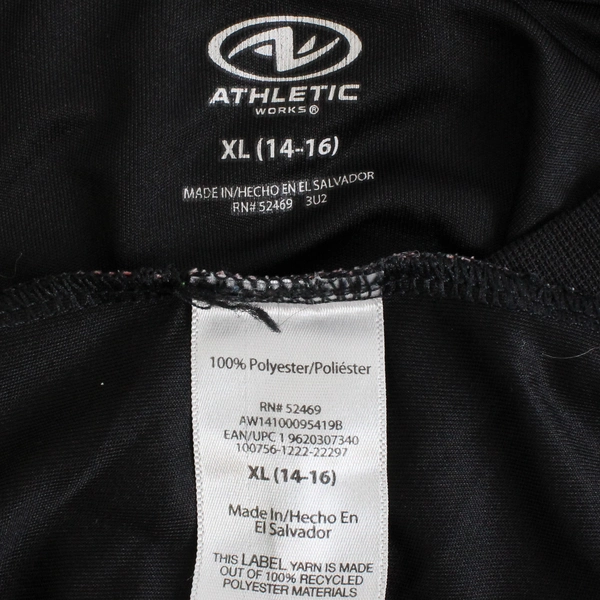 ATHLETIC
WORKS®
XL (14-16)
MADE IN/HECHO EN EL SALVADOR
RN# 52469 3U2
100% Polyester/Poliéster
RN# 52469
AW14100095419B
EAN/UPC 1 9620307340
100756-1222-22297
XL (14-16)
Made In/Hecho En
El Salvador
THIS LABEL YARN IS MADE
OUT OF 100% RECYCLED
POLYESTER MATERIALS